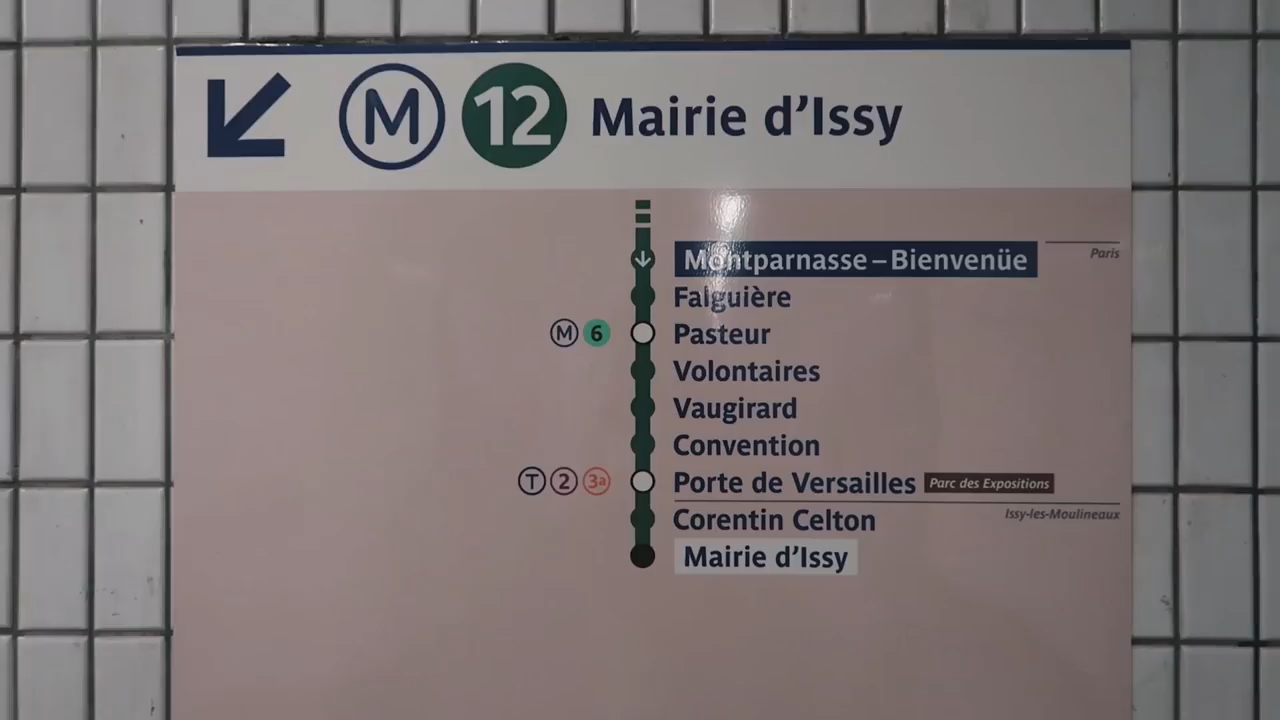 M 12 Mairie d'Issy
Montparnasse – Bienvenüe
Paris
Falguière
M 6 Pasteur
Volontaires
Vaugirard
Convention
T 2 3a Porte de Versailles Parc des Expositions
Issy-les-Moulineaux
Corentin Celton
Mairie d'Issy